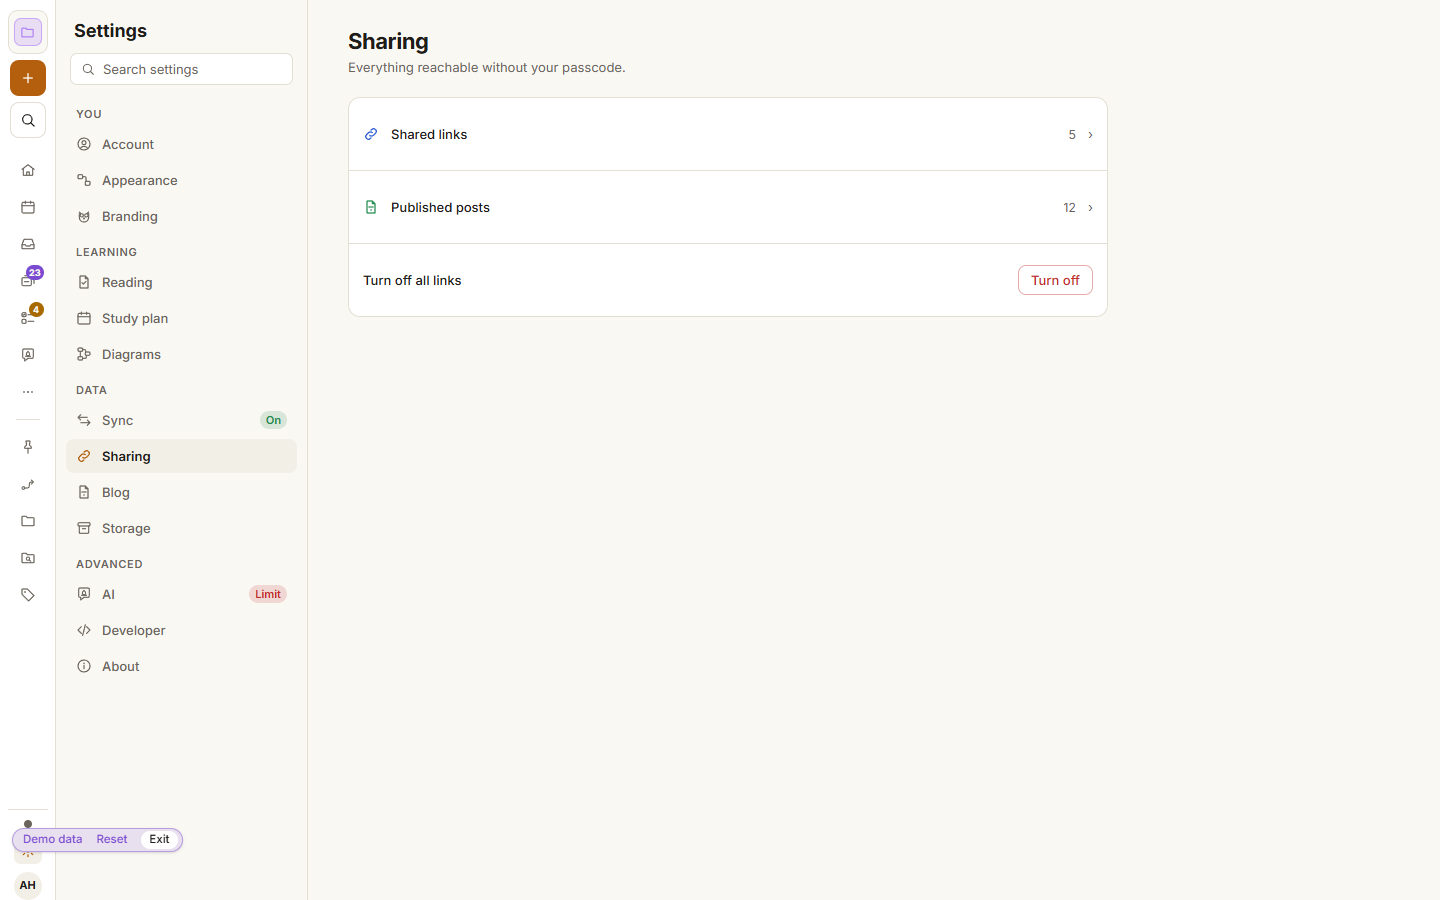 Settings
Search settings
YOU
Account
Appearance
Branding
LEARNING
Reading
Study plan
Diagrams
DATA
Sync On
Sharing
Blog
Storage
ADVANCED
AI Limit
Developer
About
23
4
Demo data Reset Exit
AH
Sharing
Everything reachable without your passcode.
Shared links 5
Published posts 12
Turn off all links Turn off